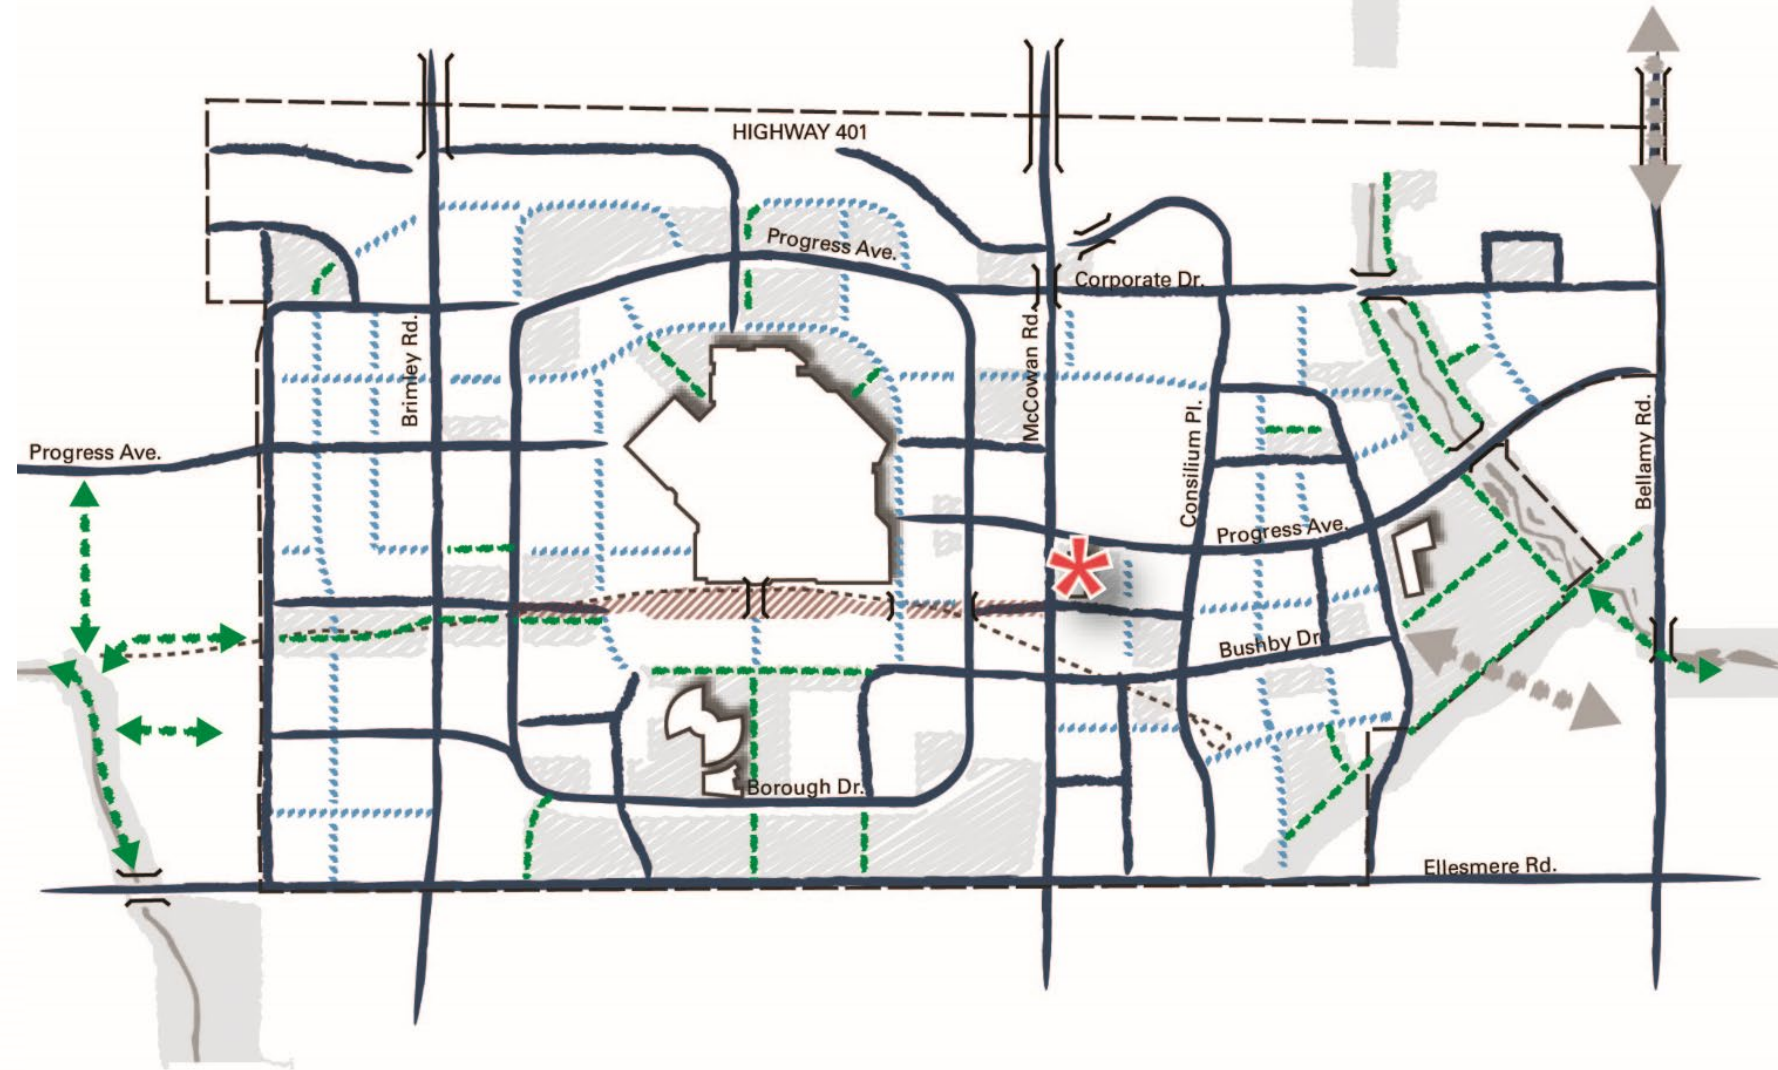 HIGHWAY 401
Progress Ave.
Corporate Dr.
Brimley Rd.
McCowan Rd.
Consilium Pl.
Bellamy Rd.
Progress Ave.
Progress Ave.
Bushby Dr.
Borough Dr.
Ellesmere Rd.